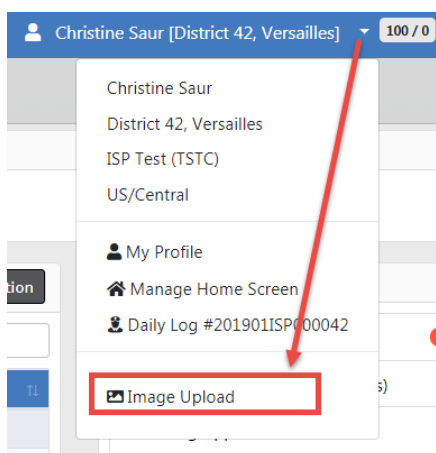 Christine Saur [District 42, Versailles] 100 / 0
Christine Saur
District 42, Versailles
ISP Test (TSTC)
US/Central
My Profile
tion
Manage Home Screen
Daily Log #201901ISP000042
Image Upload
s)